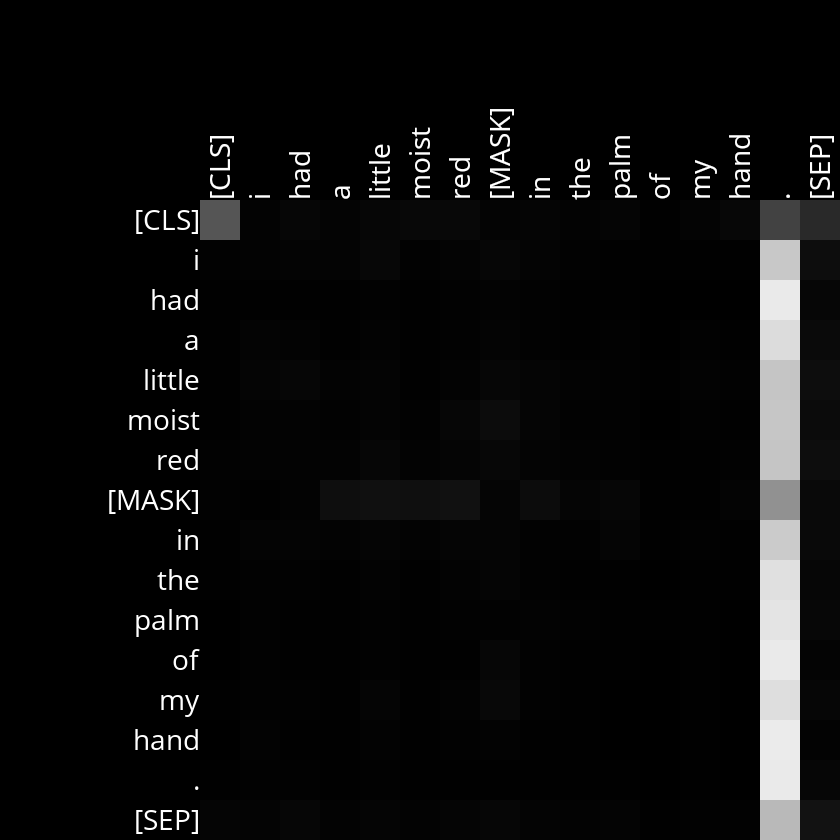 [CLS] i had a little moist red [MASK] in the palm of my hand . [SEP]
[CLS]
i
had
a
little
moist
red
[MASK]
in
the
palm
of
my
hand
.
[SEP]